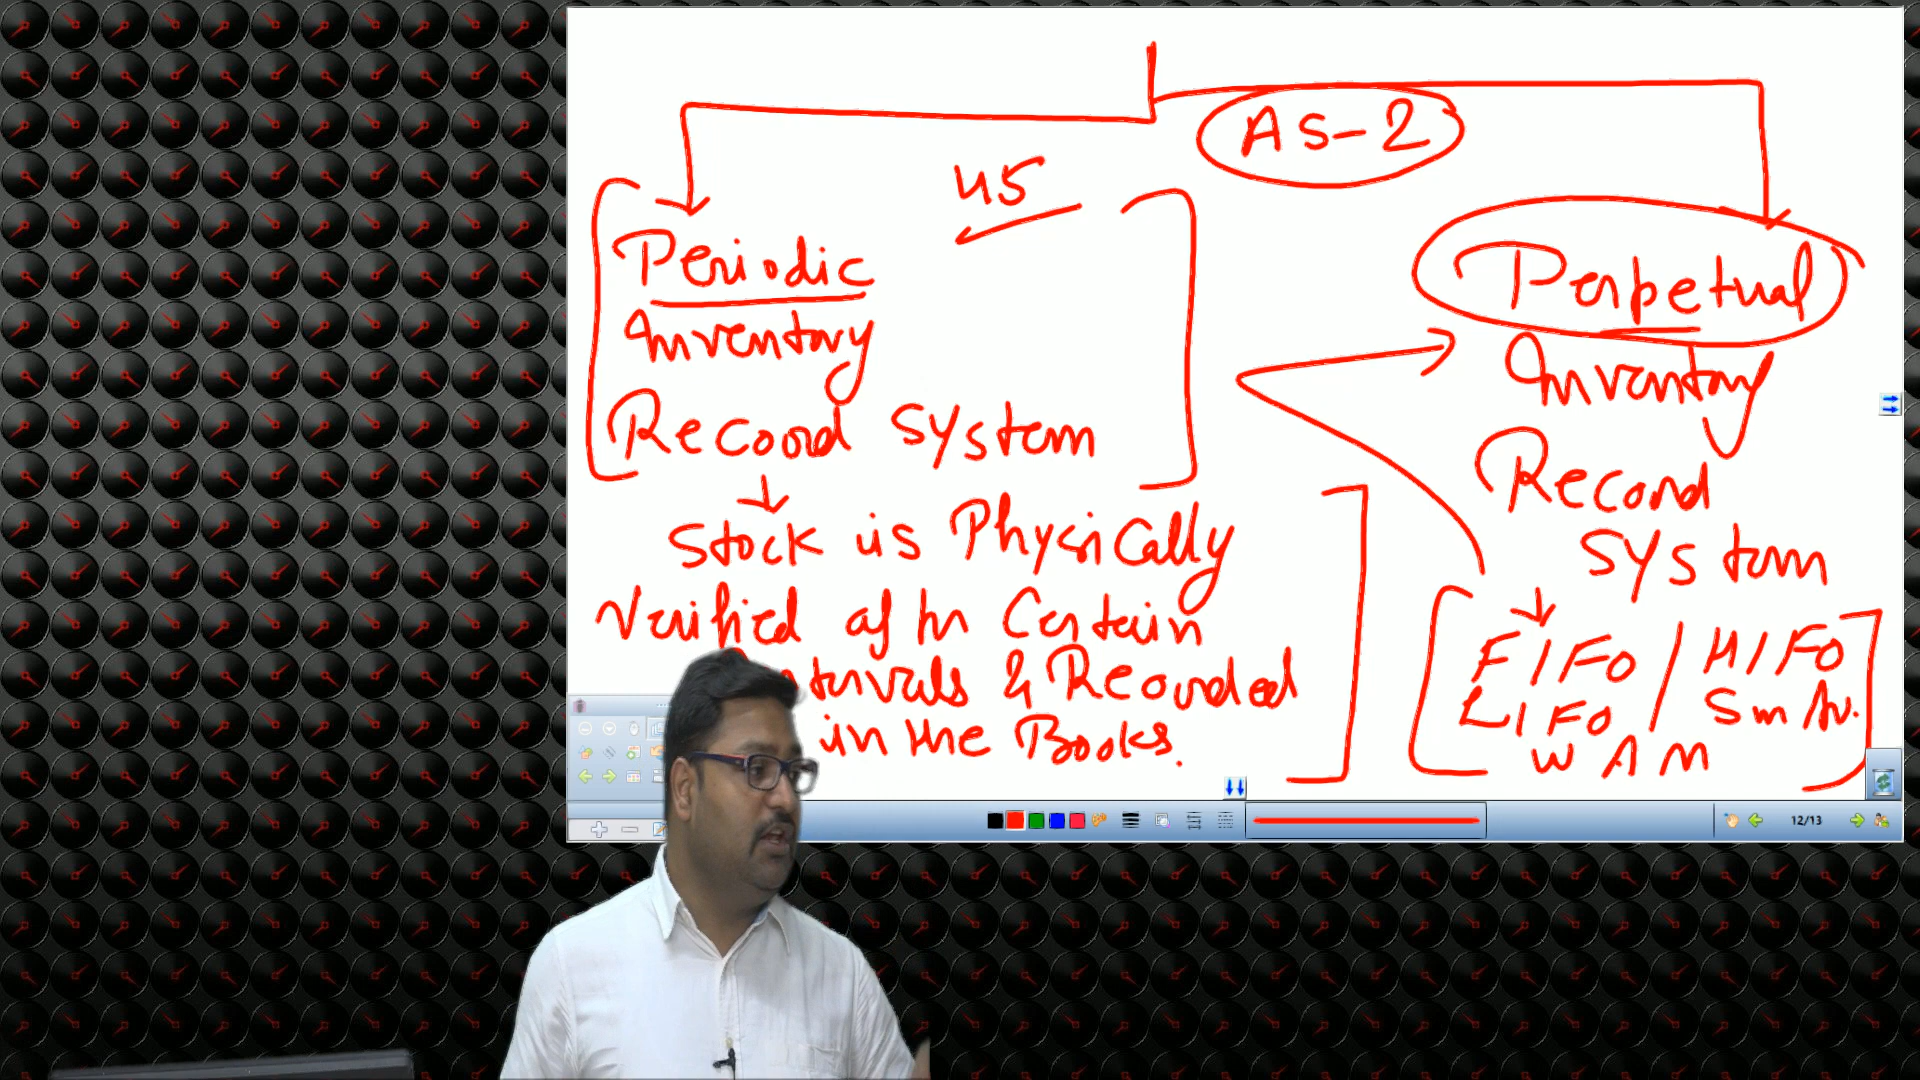 AS-2
45
Periodic
Inventory
Record System
Stock is Physically
Verified after Certain
Intervals & Recorded
in the Books.
Perpetual
Inventory
Record
System
FIFO / HIFO
LIFO / Sm Av.
WAM
12/13